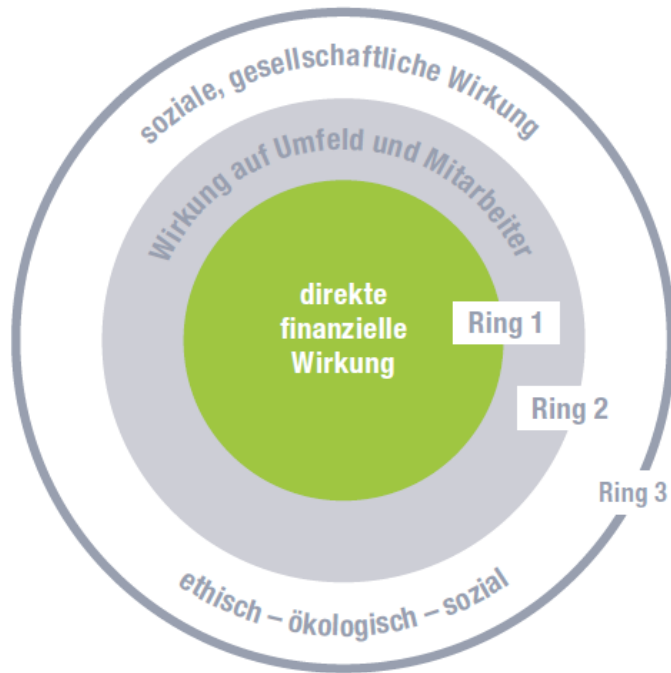 soziale, gesellschaftliche Wirkung
Wirkung auf Umfeld und Mitarbeiter
direkte
finanzielle
Wirkung
Ring 1
Ring 2
Ring 3
ethisch – ökologisch – sozial